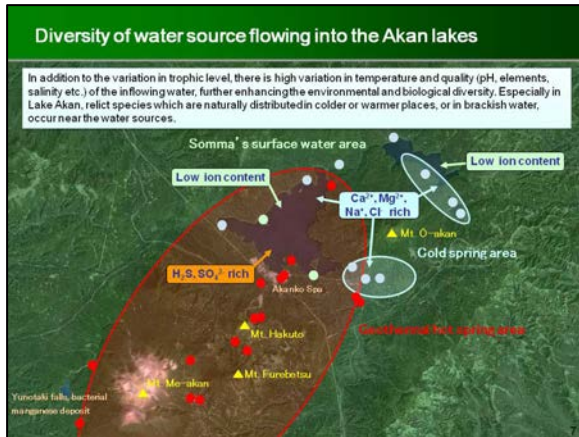 Diversity of water source flowing into the Akan lakes
In addition to the variation in trophic level, there is high variation in temperature and quality (pH, elements,
salinity etc.) of the inflowing water, further enhancing the environmental and biological diversity. Especially in
Lake Akan, relict species which are naturally distributed in colder or warmer places, or in brackish water,
occur near the water sources.
Somma's surface water area
Low ion content
Low ion content
Ca²⁺, Mg²⁺,
Na⁺, Cl⁻ rich
Mt. O-akan
Cold spring area
H₂S, SO₄²⁻ rich
Akanko Spa
Geothermal hot spring area
Mt. Hakuto
Mt. Furebetsu
Mt. Me-akan
Yunotaki falls, bacterial
manganese deposit
7